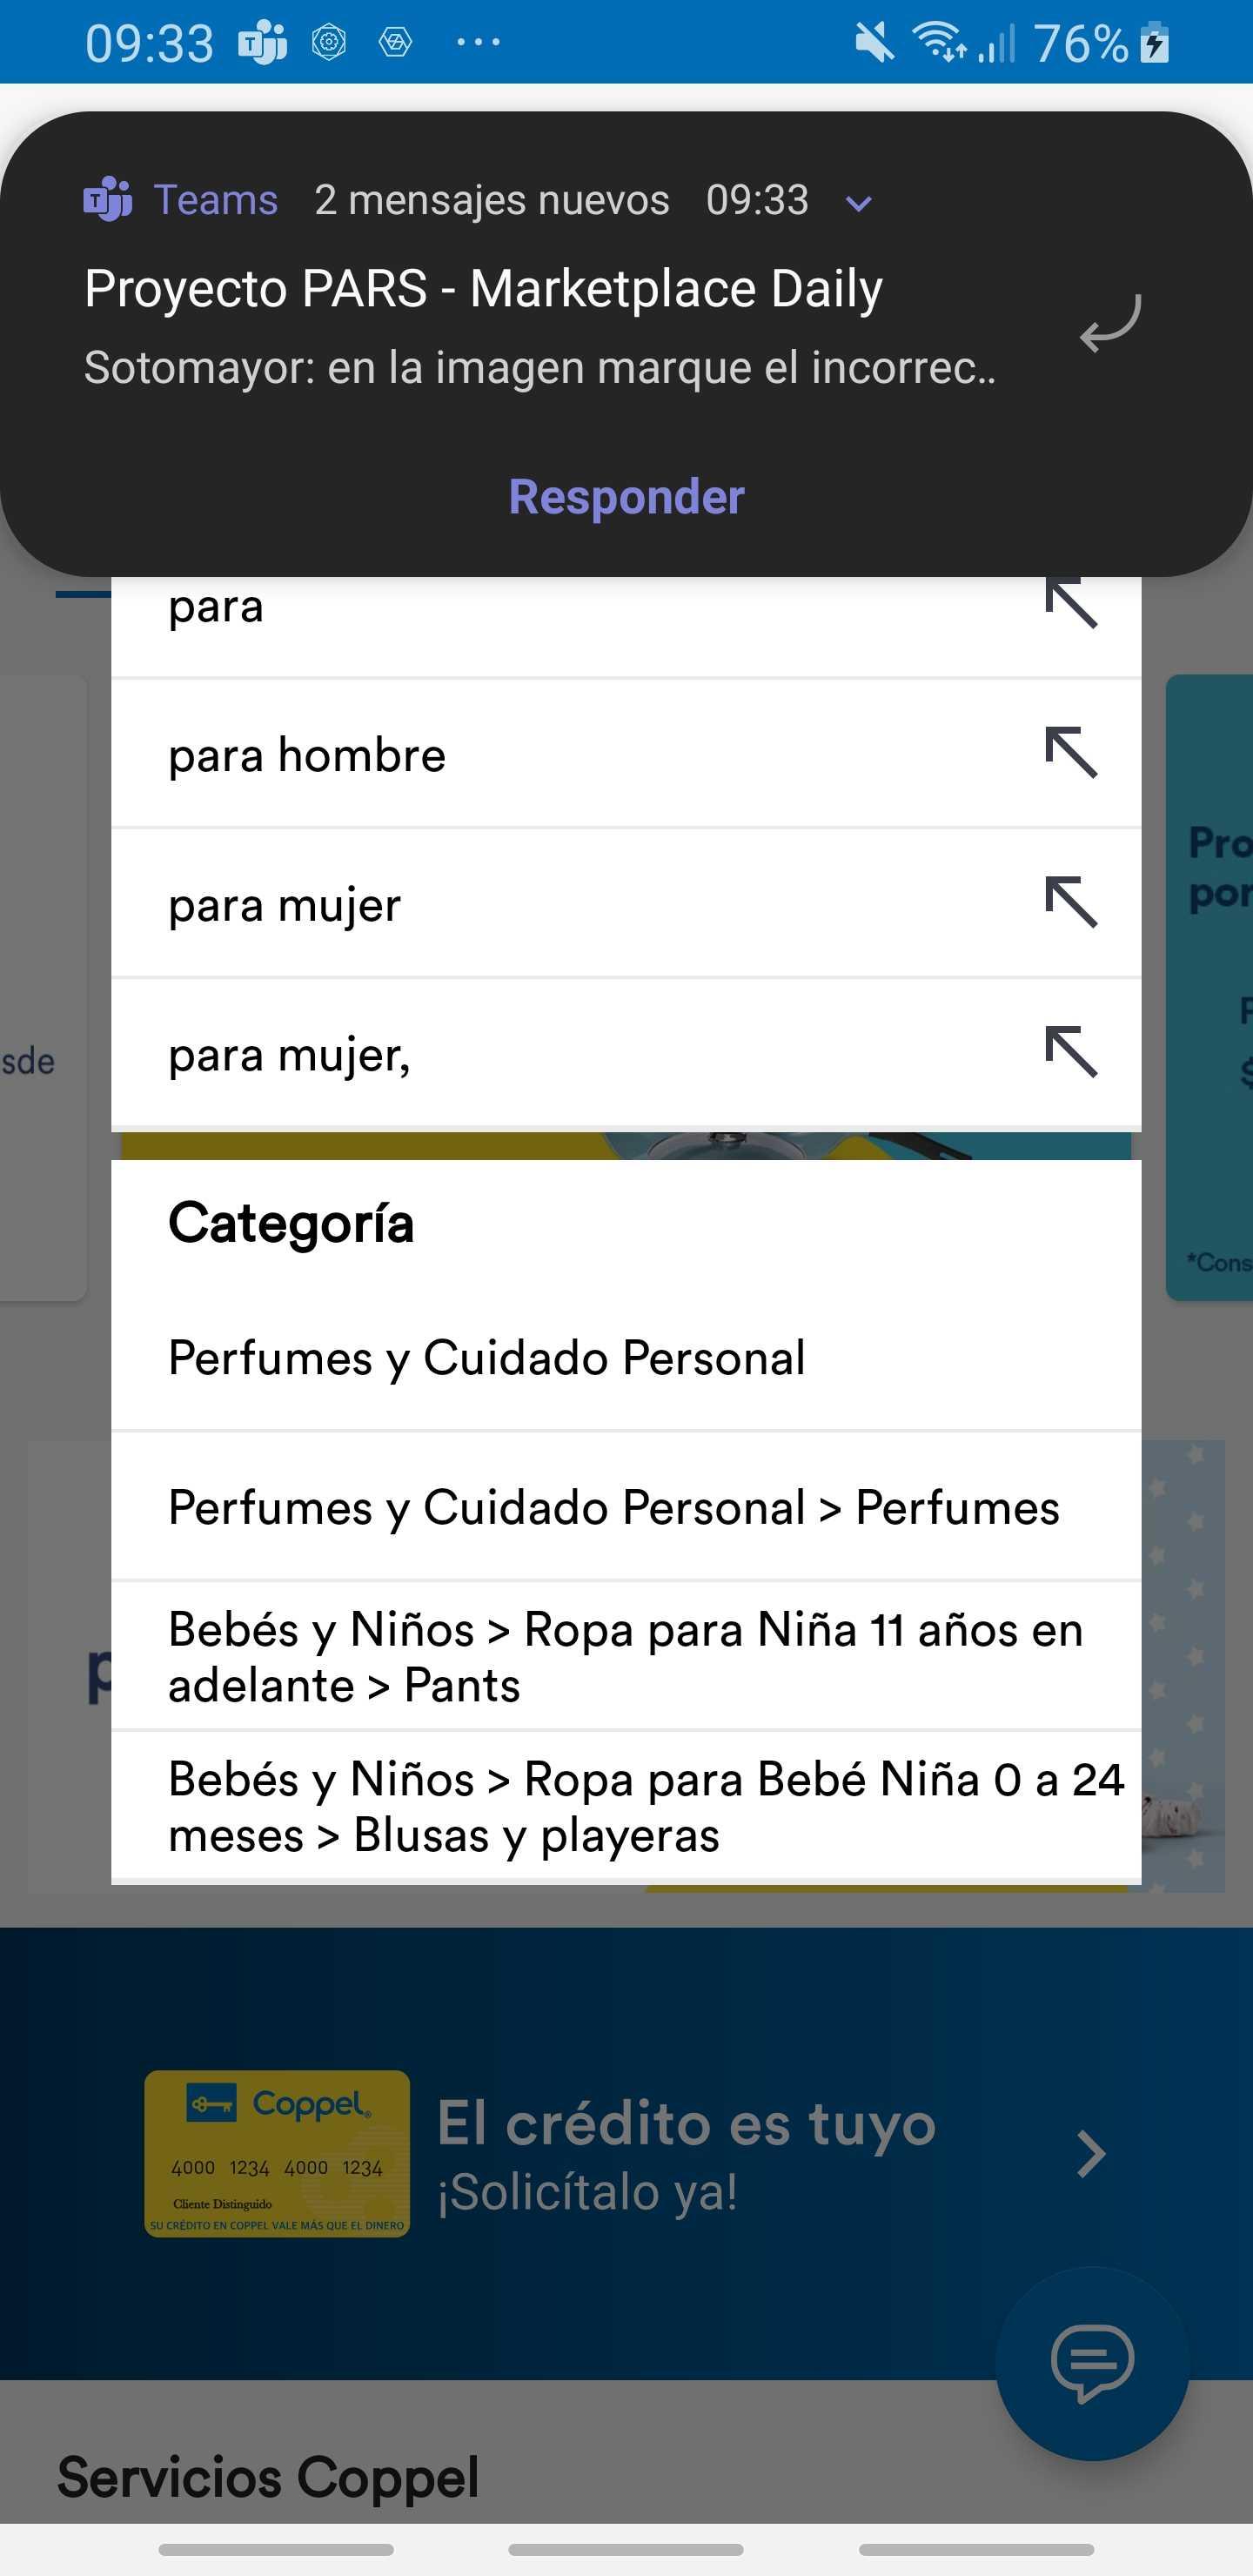 09:33 76%
Teams 2 mensajes nuevos 09:33
Proyecto PARS - Marketplace Daily
Sotomayor: en la imagen marque el incorrec..
Responder
para
para hombre
para mujer
para mujer,
sde
Pro
por
P
$
*Cons
Categoría
Perfumes y Cuidado Personal
Perfumes y Cuidado Personal > Perfumes
Bebés y Niños > Ropa para Niña 11 años en
adelante > Pants
p
Bebés y Niños > Ropa para Bebé Niña 0 a 24
meses > Blusas y playeras
Coppel®
4000 1234 4000 1234
Cliente Distinguido
SU CRÉDITO EN COPPEL VALE MÁS QUE EL DINERO
El crédito es tuyo
¡Solicítalo ya!
Servicios Coppel